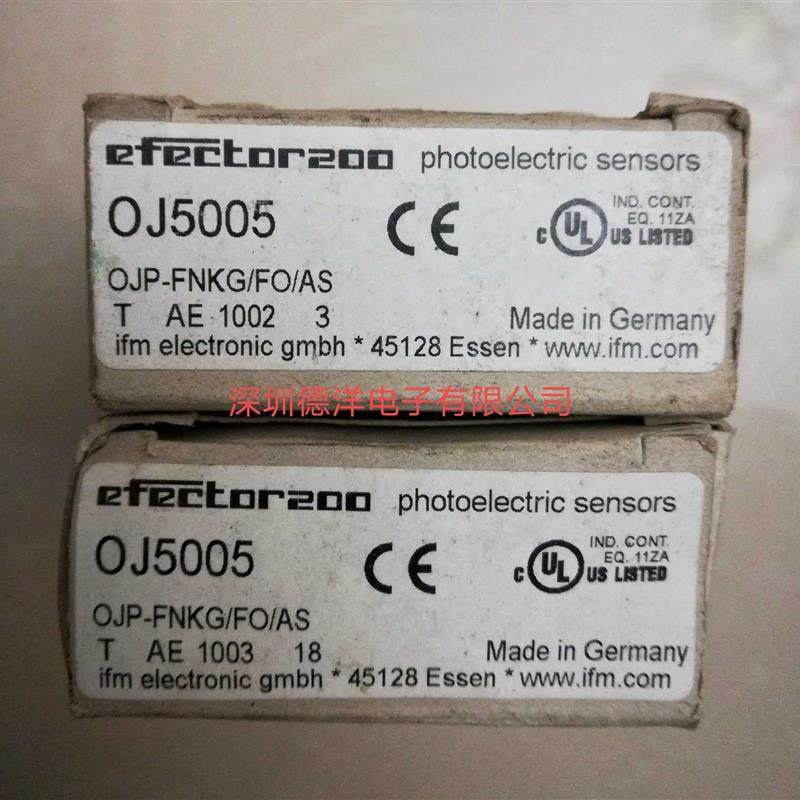 efector200 photoelectric sensors
OJ5005 CE
IND. CONT.
EQ. 11ZA
C UL US LISTED
OJP-FNKG/FO/AS
T AE 1002 3 Made in Germany
ifm electronic gmbh * 45128 Essen * www.ifm.com
深圳德洋电子有限公司
efector200 photoelectric sensors
OJ5005 CE
IND. CONT.
EQ. 11ZA
C UL US LISTED
OJP-FNKG/FO/AS
T AE 1003 18 Made in Germany
ifm electronic gmbh * 45128 Essen * www.ifm.com